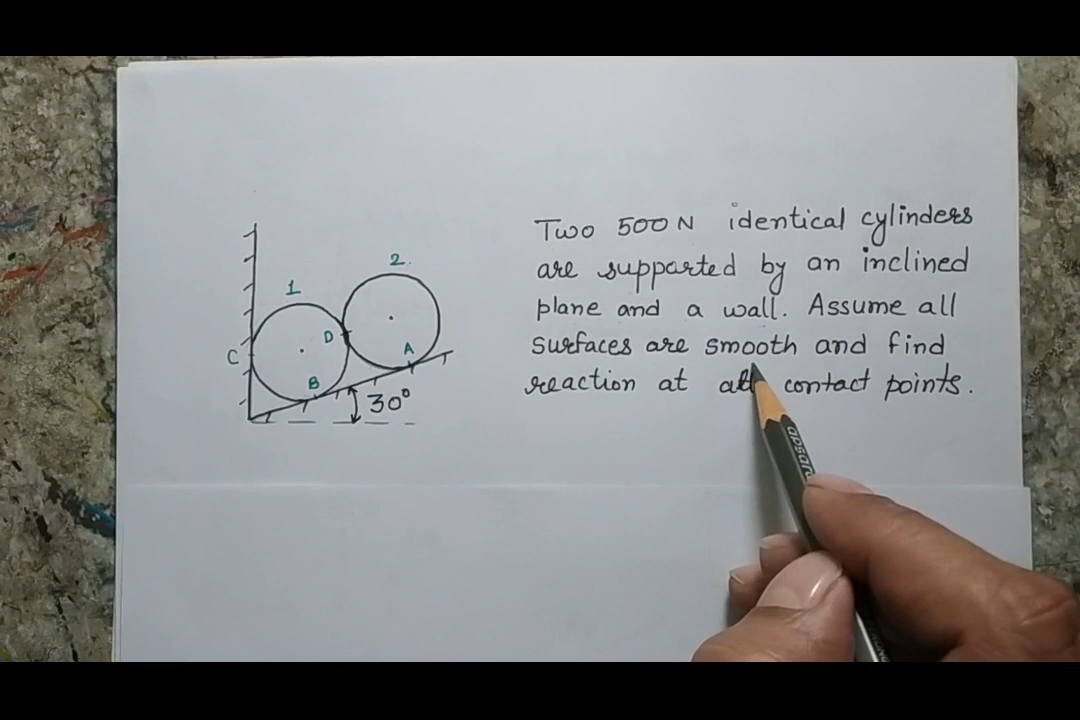 Two 500 N identical cylinders
are supported by an inclined
plane and a wall. Assume all
surfaces are smooth and find
reaction at all contact points.
1
2.
C
D
A
B
30°
apsara